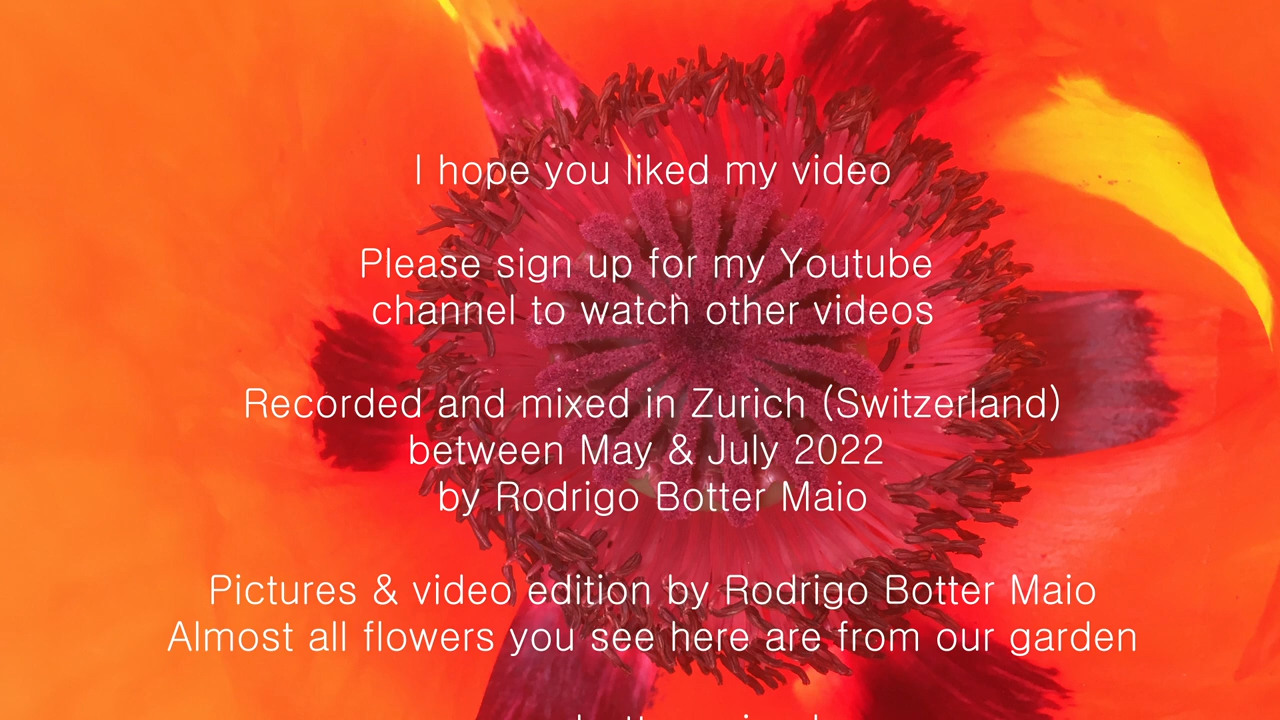 I hope you liked my video
Please sign up for my Youtube
channel to watch other videos
Recorded and mixed in Zurich (Switzerland)
between May & July 2022
by Rodrigo Botter Maio
Pictures & video edition by Rodrigo Botter Maio
Almost all flowers you see here are from our garden